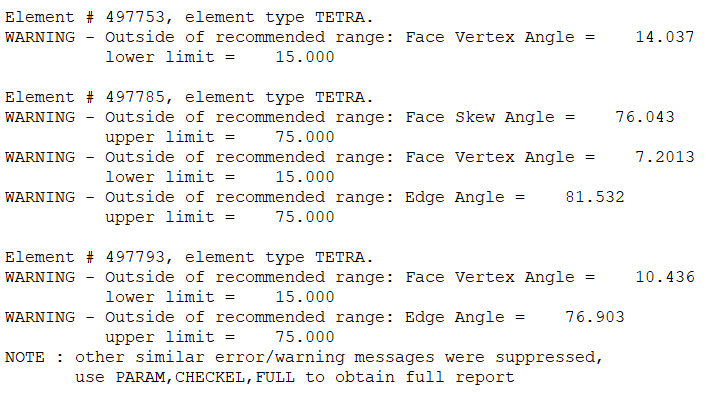 Element # 497753, element type TETRA.
WARNING - Outside of recommended range: Face Vertex Angle =    14.037
          lower limit =    15.000
Element # 497785, element type TETRA.
WARNING - Outside of recommended range: Face Skew Angle =    76.043
          upper limit =    75.000
WARNING - Outside of recommended range: Face Vertex Angle =    7.2013
          lower limit =    15.000
WARNING - Outside of recommended range: Edge Angle =    81.532
          upper limit =    75.000
Element # 497793, element type TETRA.
WARNING - Outside of recommended range: Face Vertex Angle =    10.436
          lower limit =    15.000
WARNING - Outside of recommended range: Edge Angle =    76.903
          upper limit =    75.000
NOTE : other similar error/warning messages were suppressed,
       use PARAM,CHECKEL,FULL to obtain full report